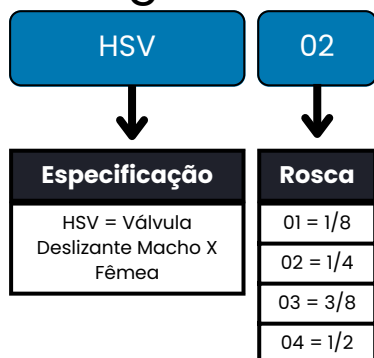 HSV 02
Especificação Rosca
HSV = Válvula
Deslizante Macho X
Fêmea
01 = 1/8
02 = 1/4
03 = 3/8
04 = 1/2